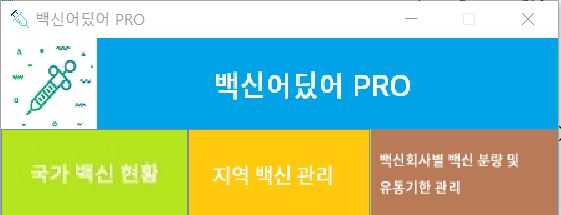 백신어딨어 PRO
백신어딨어 PRO
국가 백신 현황
지역 백신 관리
백신회사별 백신 분량 및
유통기한 관리